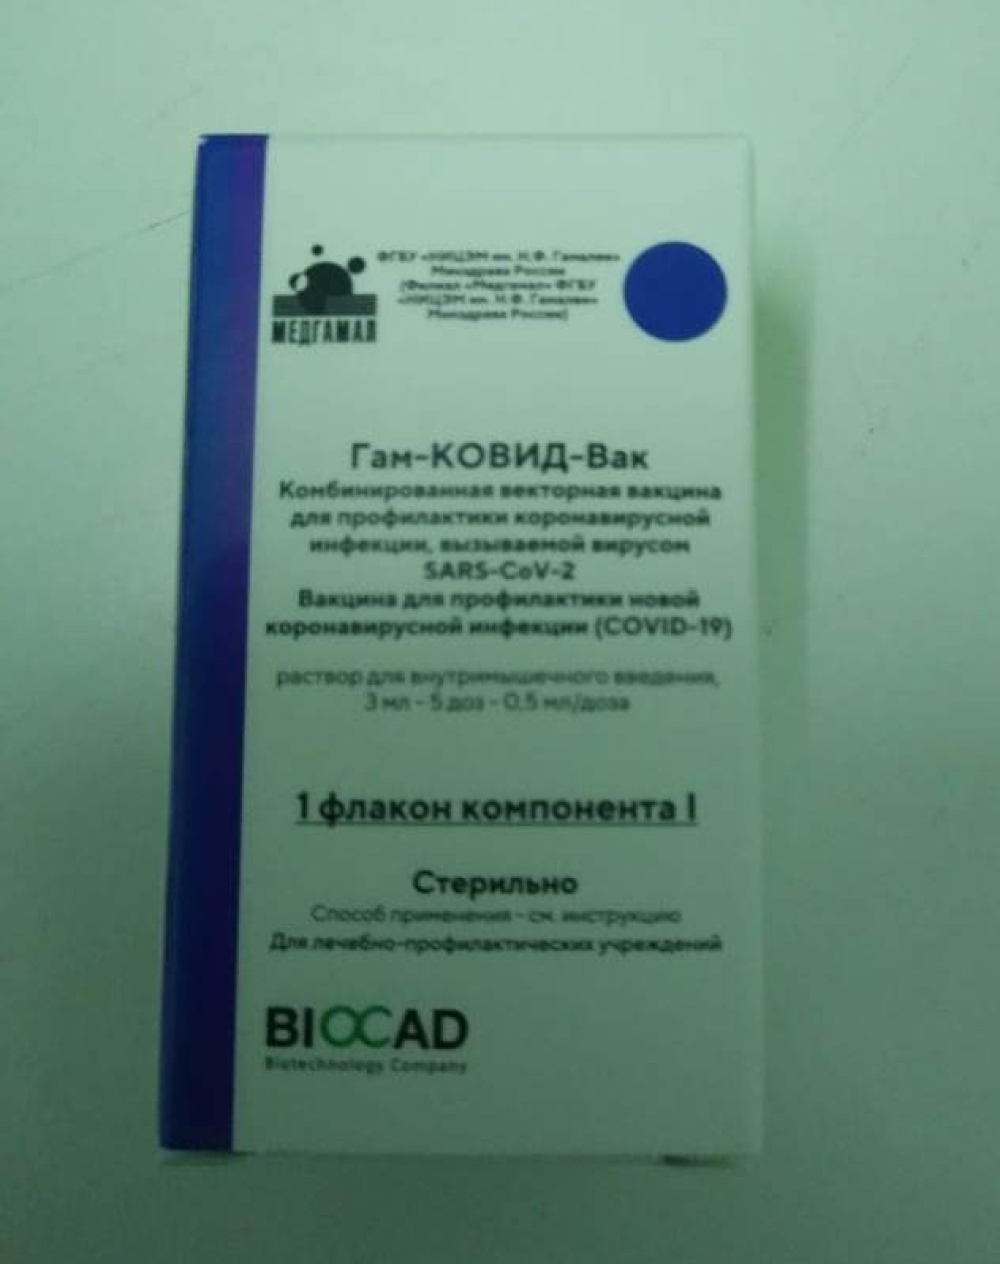 МЕДГАМАЛ
ФГБУ «НИЦЭМ им. Н.Ф. Гамалеи»
Минздрава России
(Филиал «Медгамал» ФГБУ
«НИЦЭМ им. Н.Ф. Гамалеи»
Минздрава России)
Гам-КОВИД-Вак
Комбинированная векторная вакцина
для профилактики коронавирусной
инфекции, вызываемой вирусом
SARS-CoV-2
Вакцина для профилактики новой
коронавирусной инфекции (COVID-19)
раствор для внутримышечного введения,
3 мл - 5 доз - 0,5 мл/доза
1 флакон компонента I
Стерильно
Способ применения - см. инструкцию
Для лечебно-профилактических учреждений
BIOCAD
Biotechnology Company